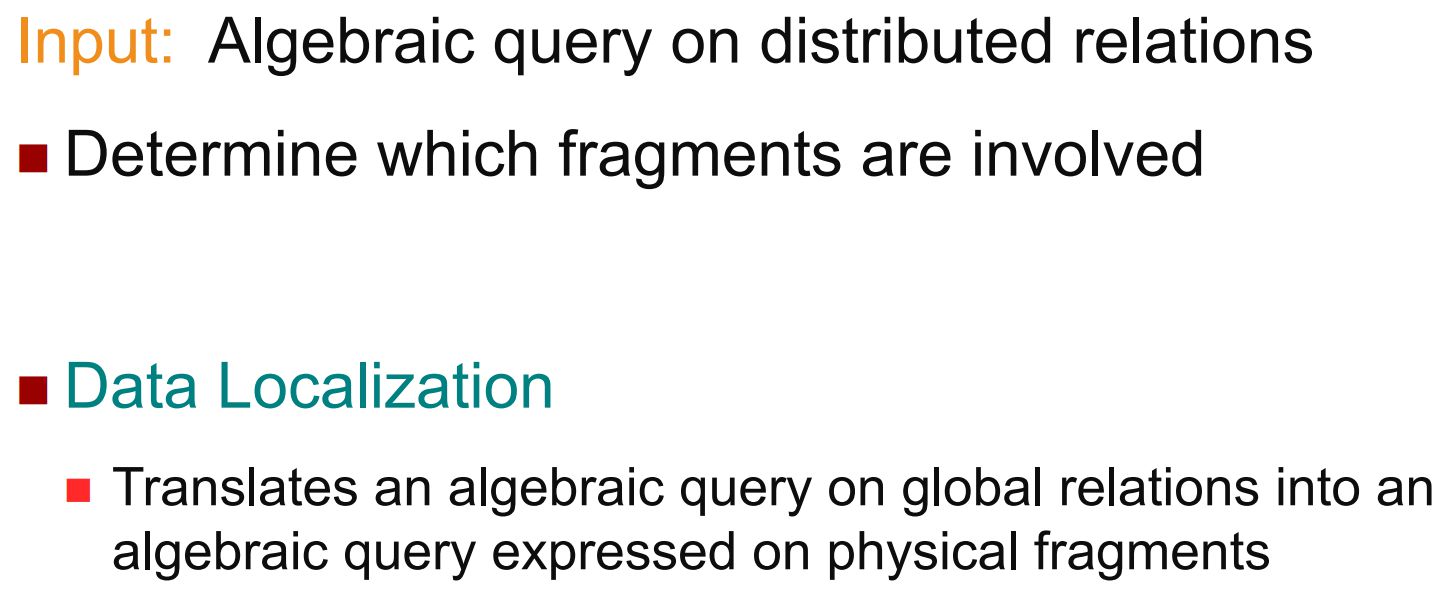 Input: Algebraic query on distributed relations
Determine which fragments are involved
Data Localization
Translates an algebraic query on global relations into an
algebraic query expressed on physical fragments